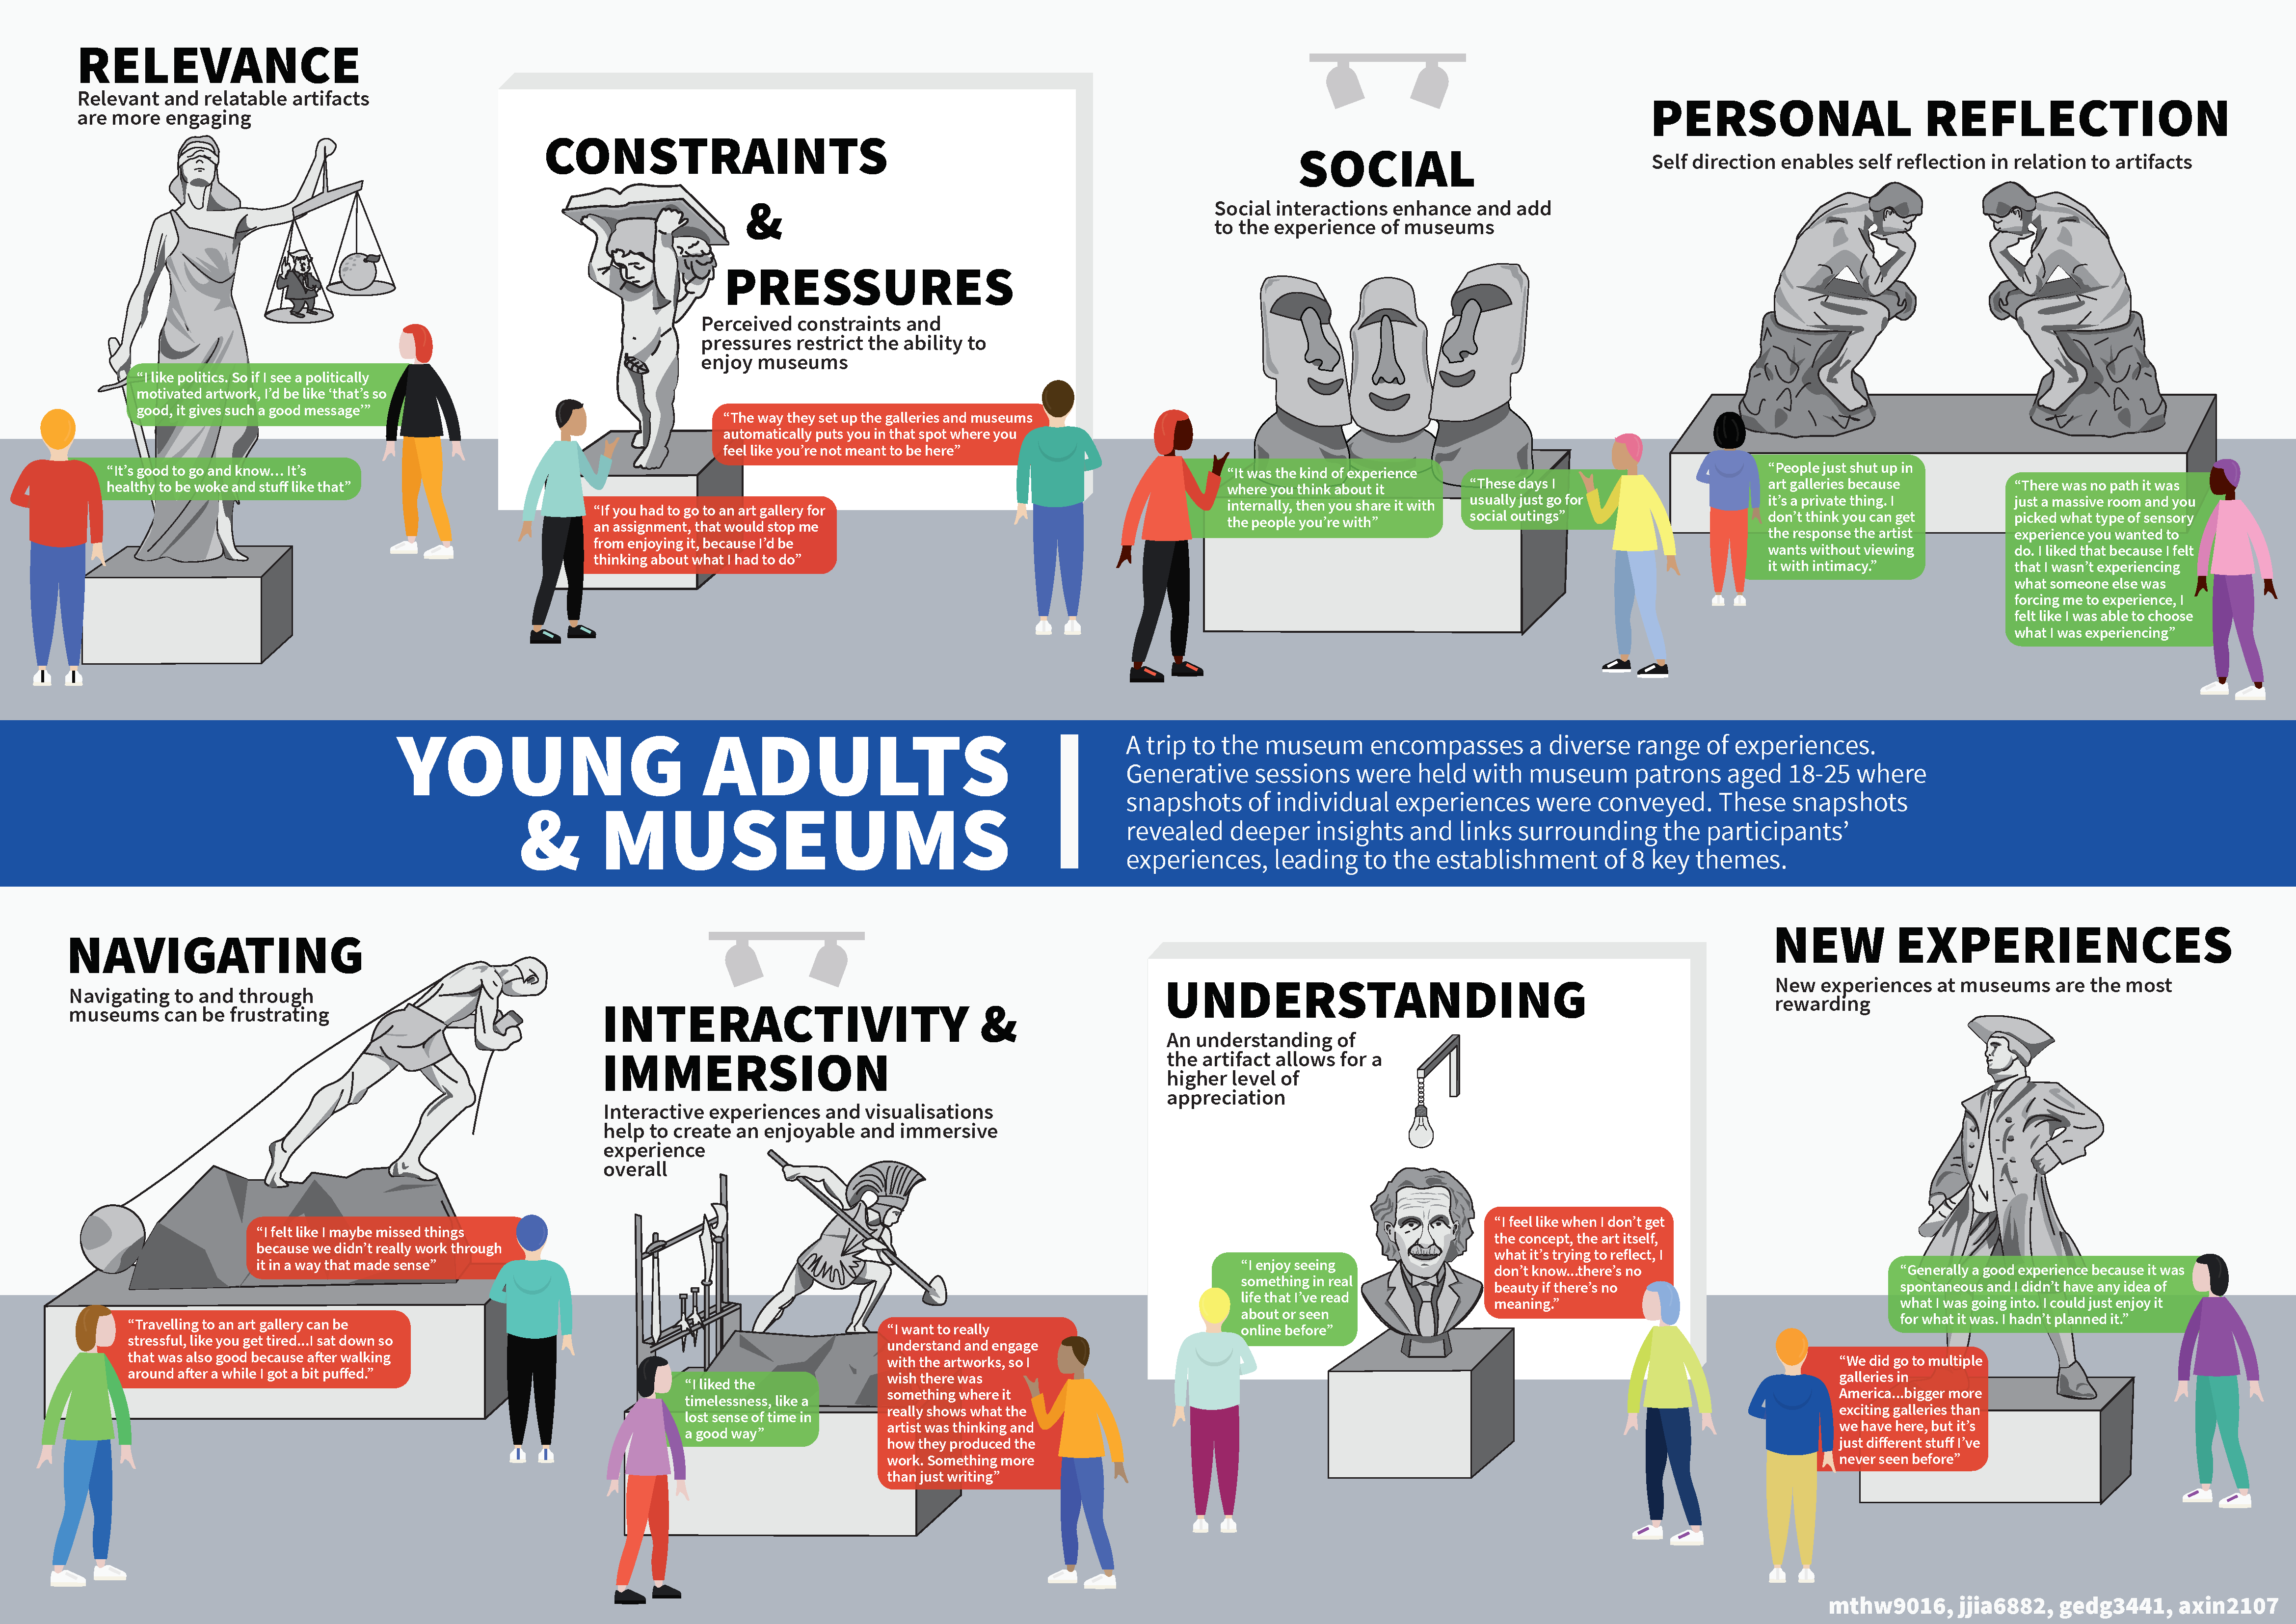 RELEVANCE
Relevant and relatable artifacts
are more engaging
“I like politics. So if I see a politically
motivated artwork, I’d be like ‘that’s so
good, it gives such a good message’”
“It’s good to go and know... It’s
healthy to be woke and stuff like that”
CONSTRAINTS
&
PRESSURES
Perceived constraints and
pressures restrict the ability to
enjoy museums
“The way they set up the galleries and museums
automatically puts you in that spot where you
feel like you’re not meant to be here”
“If you had to go to an art gallery for
an assignment, that would stop me
from enjoying it, because I’d be
thinking about what I had to do”
SOCIAL
Social interactions enhance and add
to the experience of museums
“It was the kind of experience
where you think about it
internally, then you share it with
the people you’re with”
“These days I
usually just go for
social outings”
PERSONAL REFLECTION
Self direction enables self reflection in relation to artifacts
“People just shut up in
art galleries because
it’s a private thing. I
don’t think you can get
the response the artist
wants without viewing
it with intimacy.”
“There was no path it was
just a massive room and you
picked what type of sensory
experience you wanted to
do. I liked that because I felt
that I wasn’t experiencing
what someone else was
forcing me to experience, I
felt like I was able to choose
what I was experiencing”
YOUNG ADULTS
& MUSEUMS
A trip to the museum encompasses a diverse range of experiences.
Generative sessions were held with museum patrons aged 18-25 where
snapshots of individual experiences were conveyed. These snapshots
revealed deeper insights and links surrounding the participants’
experiences, leading to the establishment of 8 key themes.
NAVIGATING
Navigating to and through
museums can be frustrating
“I felt like I maybe missed things
because we didn’t really work through
it in a way that made sense”
“Travelling to an art gallery can be
stressful, like you get tired...I sat down so
that was also good because after walking
around after a while I got a bit puffed.”
INTERACTIVITY &
IMMERSION
Interactive experiences and visualisations
help to create an enjoyable and immersive
experience
overall
“I liked the
timelessness, like a
lost sense of time in
a good way”
“I want to really
understand and engage
with the artworks, so I
wish there was
something where it
really shows what the
artist was thinking and
how they produced the
work. Something more
than just writing”
UNDERSTANDING
An understanding of
the artifact allows for a
higher level of
appreciation
“I enjoy seeing
something in real
life that I’ve read
about or seen
online before”
“I feel like when I don’t get
the concept, the art itself,
what it’s trying to reflect, I
don’t know...there’s no
beauty if there’s no
meaning.”
NEW EXPERIENCES
New experiences at museums are the most
rewarding
“Generally a good experience because it was
spontaneous and I didn’t have any idea of
what I was going into. I could just enjoy it
for what it was. I hadn’t planned it.”
“We did go to multiple
galleries in
America...bigger more
exciting galleries than
we have here, but it’s
just different stuff I’ve
never seen before”
mthw9016, jjia6882, gedg3441, axin2107